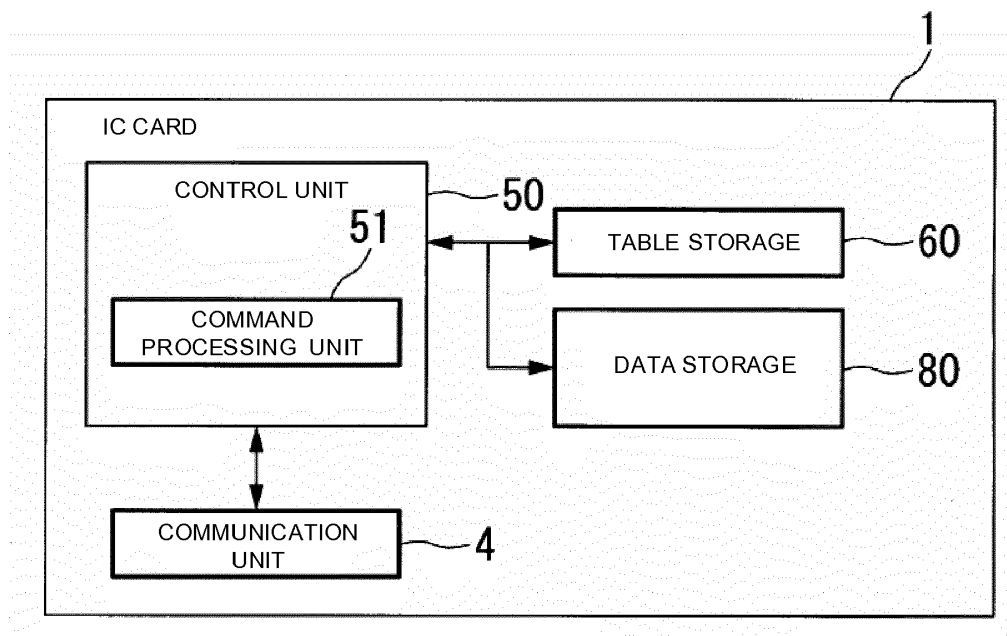 1
IC CARD
CONTROL UNIT
50
51
TABLE STORAGE
60
COMMAND
PROCESSING UNIT
DATA STORAGE
80
COMMUNICATION
UNIT
4